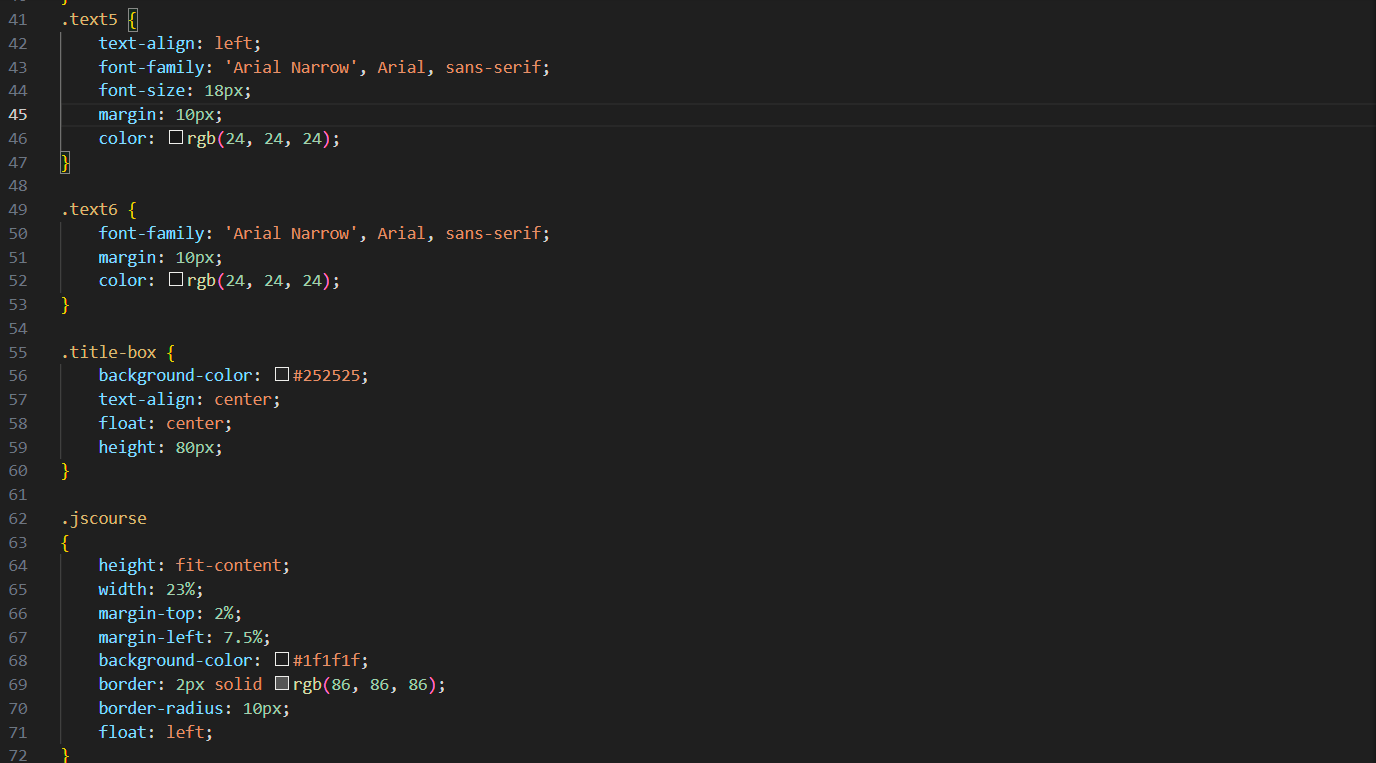 41 .text5 {
42 text-align: left;
43 font-family: 'Arial Narrow', Arial, sans-serif;
44 font-size: 18px;
45 margin: 10px;
46 color: rgb(24, 24, 24);
47 }
48
49 .text6 {
50 font-family: 'Arial Narrow', Arial, sans-serif;
51 margin: 10px;
52 color: rgb(24, 24, 24);
53 }
54
55 .title-box {
56 background-color: #252525;
57 text-align: center;
58 float: center;
59 height: 80px;
60 }
61
62 .jscourse
63 {
64 height: fit-content;
65 width: 23%;
66 margin-top: 2%;
67 margin-left: 7.5%;
68 background-color: #1f1f1f;
69 border: 2px solid rgb(86, 86, 86);
70 border-radius: 10px;
71 float: left;
72 }